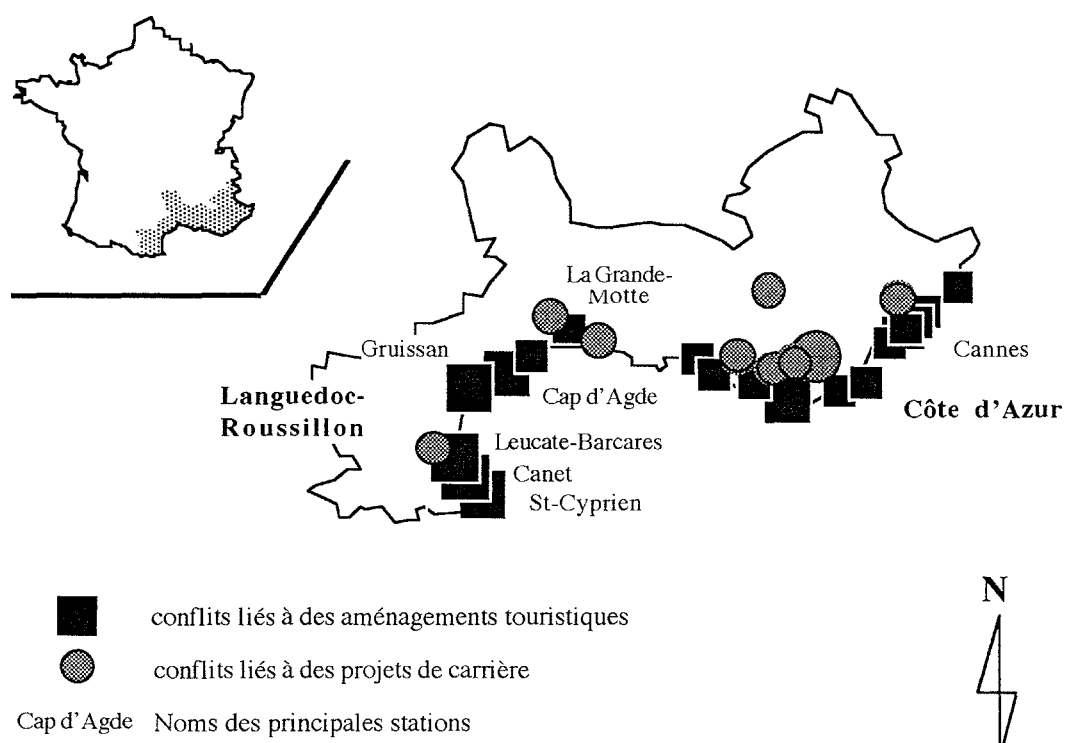 La Grande-
Motte
Gruissan
Cannes
Languedoc-
Roussillon
Cap d'Agde
Côte d'Azur
Leucate-Barcares
Canet
St-Cyprien
N
conflits liés à des aménagements touristiques
conflits liés à des projets de carrière
Cap d'Agde Noms des principales stations